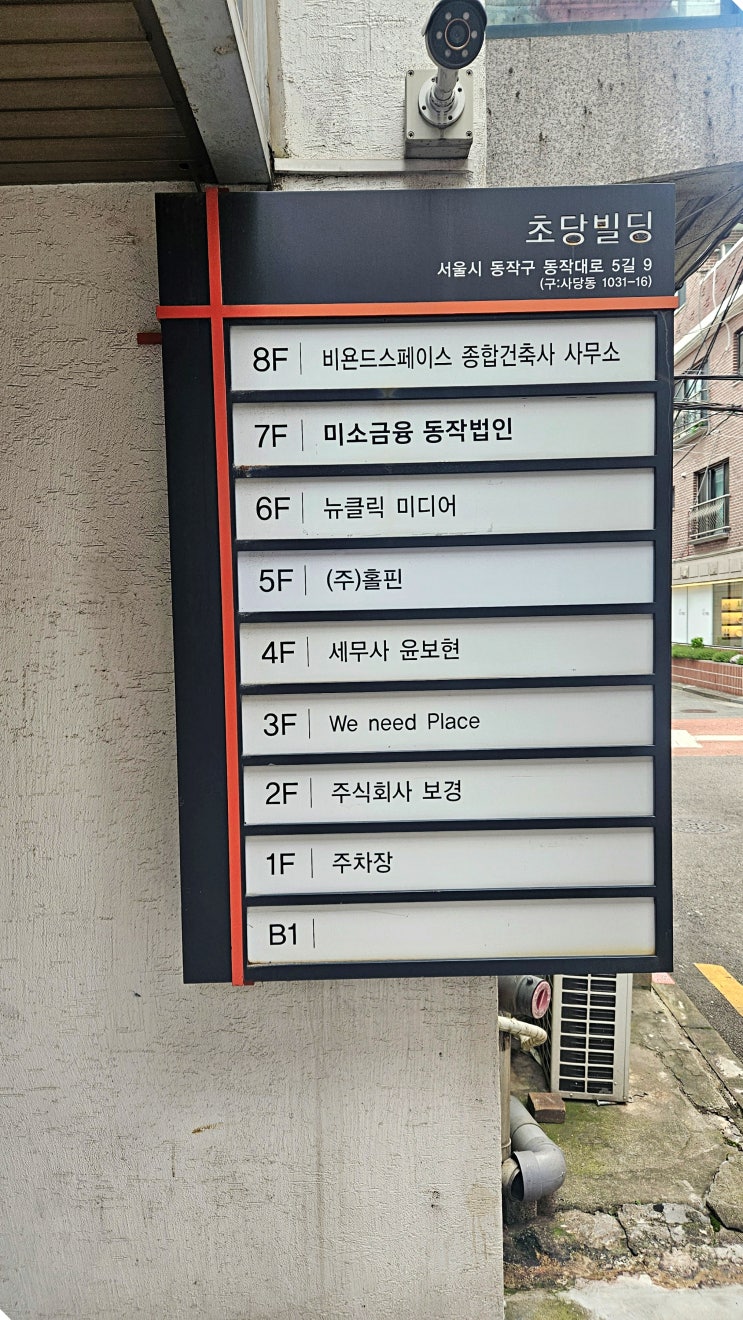 초당빌딩
서울시 동작구 동작대로 5길 9
(구:사당동 1031-16)
8F 비욘드스페이스 종합건축사 사무소
7F 미소금융 동작법인
6F 뉴클릭 미디어
5F (주)홀핀
4F 세무사 윤보현
3F We need Place
2F 주식회사 보경
1F 주차장
B1